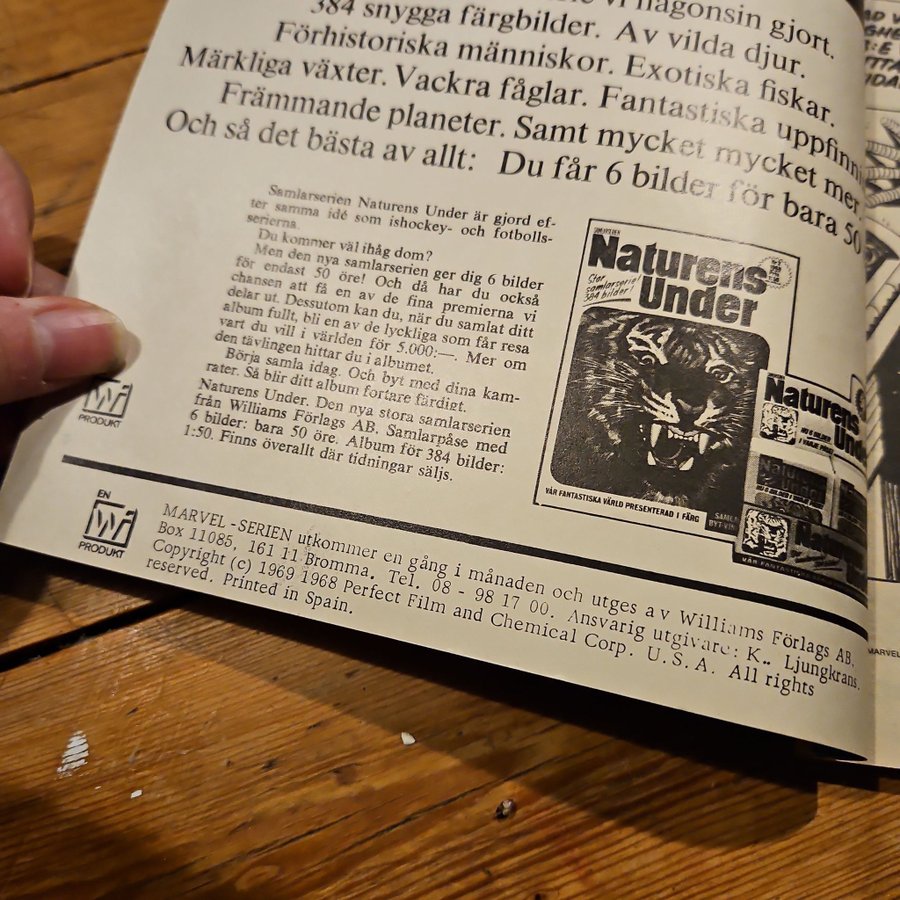 vi någonsin gjort.
384 snygga färgbilder. Av vilda djur.
Förhistoriska människor. Exotiska fiskar.
Märkliga växter. Vackra fåglar. Fantastiska uppfinn
Främmande planeter. Samt mycket mycket mer
Och så det bästa av allt: Du får 6 bilder för bara 50
Samlarserien Naturens Under är gjord ef-
ter samma idé som ishockey- och fotbolls-
serierna.
Du kommer väl ihåg dom?
Men den nya samlarserien ger dig 6 bilder
för endast 50 öre! Och då har du också
chansen att få en av de fina premierna vi
delar ut. Dessutom kan du, när du samlat ditt
album fullt, bli en av de lyckliga som får resa
vart du vill i världen för 5.000:—. Mer om
den tävlingen hittar du i albumet.
Börja samla idag. Och byt med dina kam-
rater. Så blir ditt album fortare färdigt.
Naturens Under. Den nya stora samlarserien
från Williams Förlags AB. Samlarpåse med
6 bilder: bara 50 öre. Album för 384 bilder:
1:50. Finns överallt där tidningar säljs.
SAMLARSERIEN
Naturens
Under
Stor
samlarserie
384 bilder!
VÅR FANTASTISKA VÄRLD PRESENTERAD I FÄRG
Naturens
Under
PRODUKT
EN
PRODUKT
MARVEL -SERIEN utkommer en gång i månaden och utges av Williams Förlags AB,
Box 11085, 161 11 Bromma. Tel. 08 - 98 17 00. Ansvarig utgivare: K.. Ljungkrans.
Copyright (c) 1969 1968 Perfect Film and Chemical Corp. U.S.A. All rights
reserved. Printed in Spain.
MARVEL